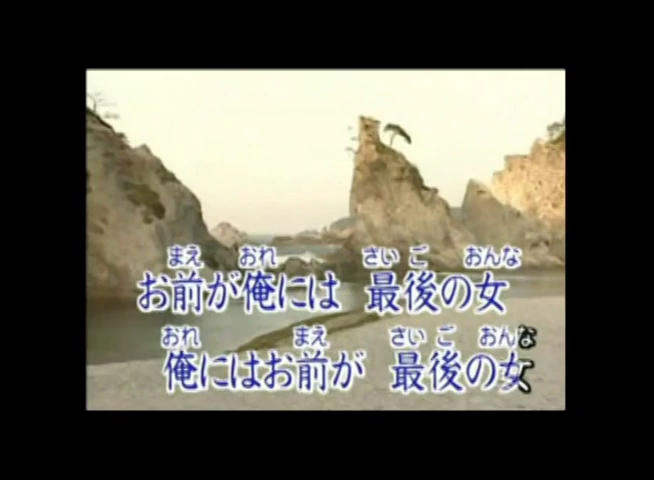 まえ おれ さい ご おんな
お前が俺には 最後の女
おれ まえ さい ご おんな
俺にはお前が 最後の女